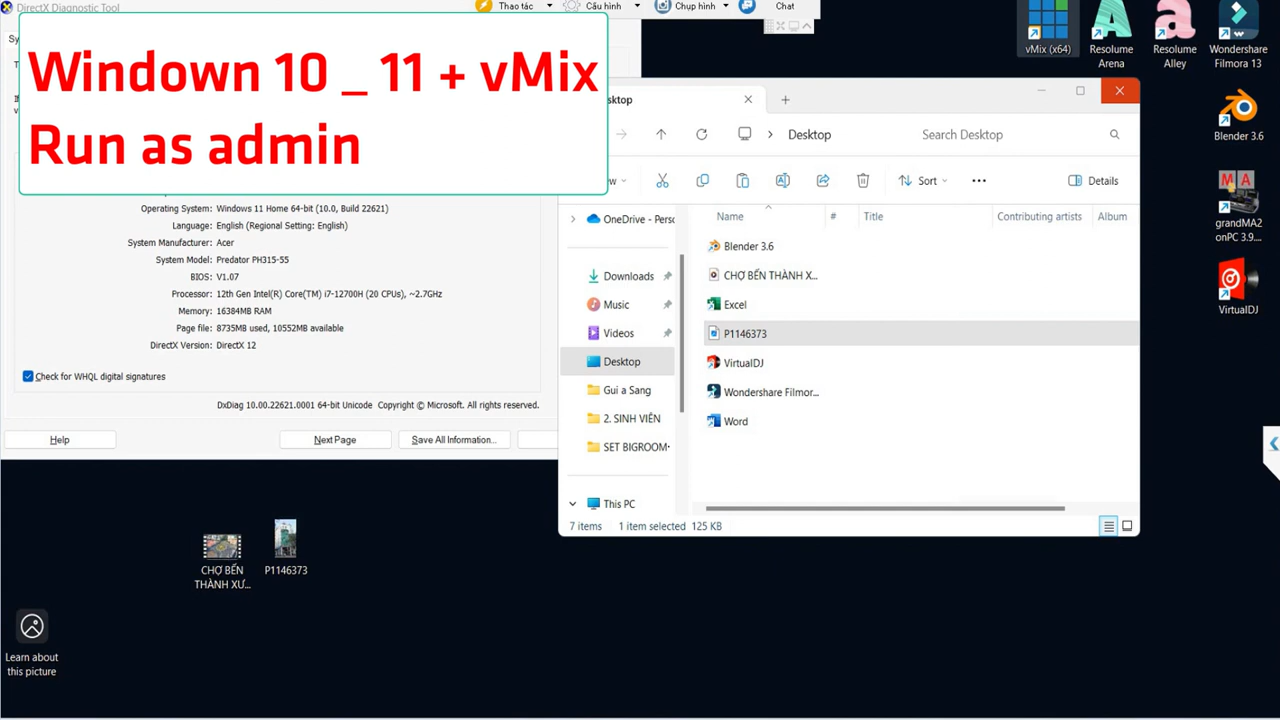 DirectX Diagnostic Tool
Thao tác
Cấu hình
Chụp hình
Chat
Windown 10 _ 11 + vMix
Run as admin
Operating System: Windows 11 Home 64-bit (10.0, Build 22621)
Language: English (Regional Setting: English)
System Manufacturer: Acer
System Model: Predator PH315-55
BIOS: V1.07
Processor: 12th Gen Intel(R) Core(TM) i7-12700H (20 CPUs), ~2.7GHz
Memory: 16384MB RAM
Page file: 8735MB used, 10552MB available
DirectX Version: DirectX 12
Check for WHQL digital signatures
DxDiag 10.00.22621.0001 64-bit Unicode Copyright © Microsoft. All rights reserved.
Help
Next Page
Save All Information...
Desktop
Search Desktop
Sort
Details
Name
#
Title
Contributing artists
Album
OneDrive - Perso
Downloads
Music
Videos
Desktop
Gui a Sang
2. SINH VIÊN
SET BIGROOM
This PC
Blender 3.6
CHỢ BẾN THÀNH X...
Excel
P1146373
VirtualDJ
Wondershare Filmor...
Word
7 items
1 item selected 125 KB
vMix (x64)
Resolume
Arena
Resolume
Alley
Wondershare
Filmora 13
Blender 3.6
MA
grandMA2
onPC 3.9...
VirtualDJ
CHỢ BẾN
THÀNH XƯ...
P1146373
Learn about
this picture